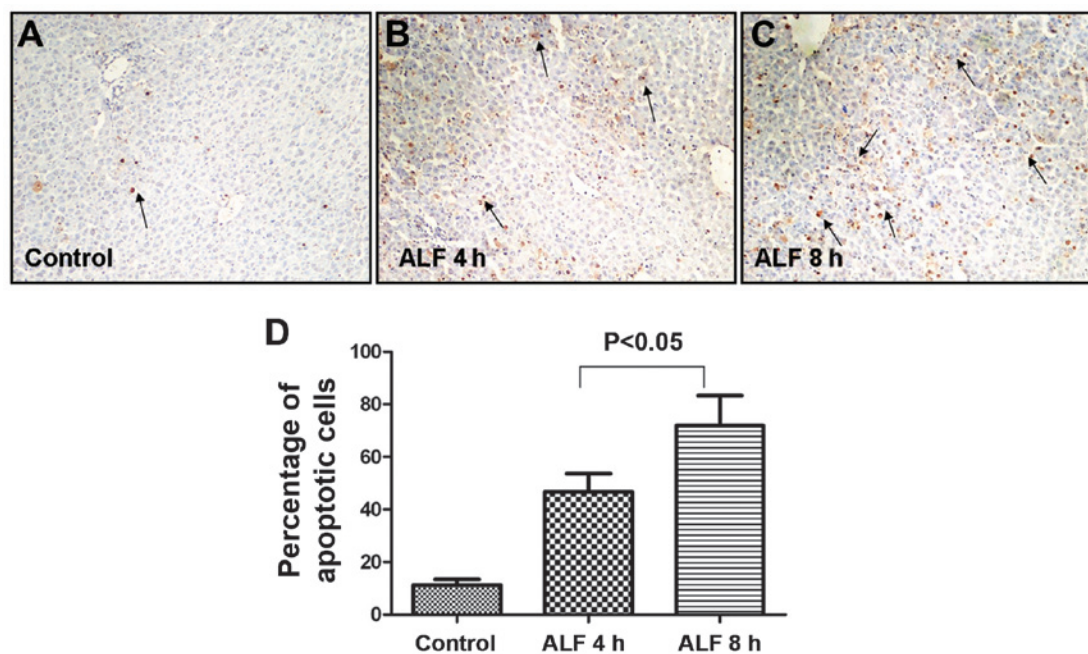 A
Control
B
ALF 4 h
C
ALF 8 h
D
P<0.05
Percentage of
apoptotic cells
100
80
60
40
20
0
Control
ALF 4 h
ALF 8 h